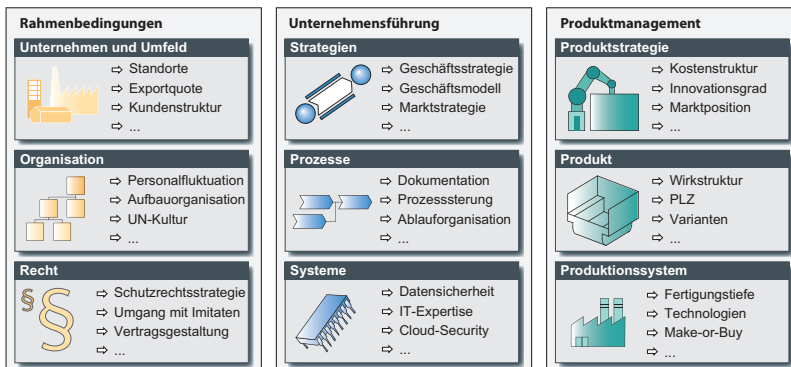 Rahmenbedingungen
Unternehmen und Umfeld
⇨ Standorte
⇨ Exportquote
⇨ Kundenstruktur
⇨ ...
Organisation
⇨ Personalfluktuation
⇨ Aufbauorganisation
⇨ UN-Kultur
⇨ ...
Recht
§ §
⇨ Schutzrechtsstrategie
⇨ Umgang mit Imitaten
⇨ Vertragsgestaltung
⇨ ...
Unternehmensführung
Strategien
⇨ Geschäftsstrategie
⇨ Geschäftsmodell
⇨ Marktstrategie
⇨ ...
Prozesse
⇨ Dokumentation
⇨ Prozesssterung
⇨ Ablauforganisation
⇨ ...
Systeme
⇨ Datensicherheit
⇨ IT-Expertise
⇨ Cloud-Security
⇨ ...
Produktmanagement
Produktstrategie
⇨ Kostenstruktur
⇨ Innovationsgrad
⇨ Marktposition
⇨ ...
Produkt
⇨ Wirkstruktur
⇨ PLZ
⇨ Varianten
⇨ ...
Produktionssystem
⇨ Fertigungstiefe
⇨ Technologien
⇨ Make-or-Buy
⇨ ...